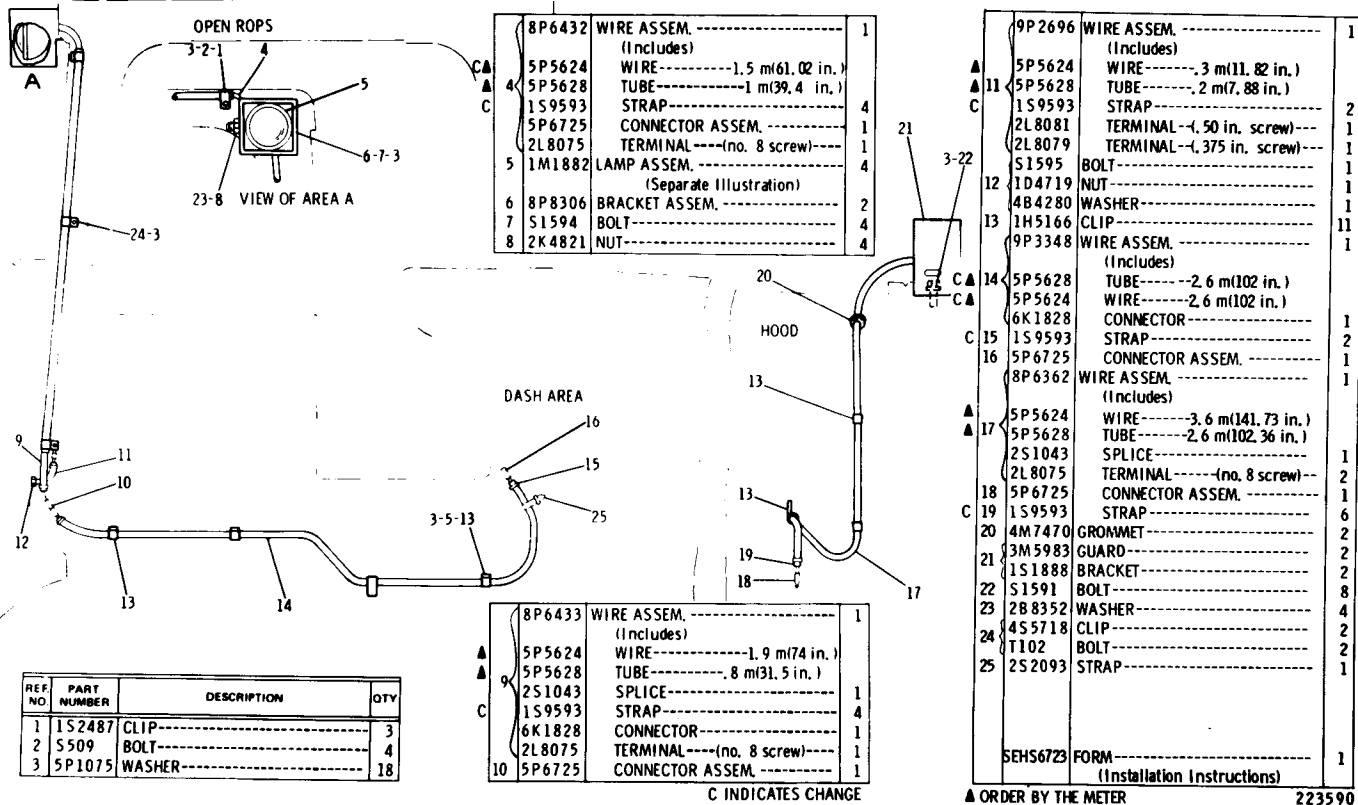 OPEN ROPS
3-2-1
4
5
6-7-3
23-8 VIEW OF AREA A
A
24-3
9
11
10
12
13
14
3-5-13
DASH AREA
16
15
25
HOOD
20
13
13
19
18
17
21
3-22
8P6432 WIRE ASSEM. 1
(Includes)
C▲ 5P5624 WIRE 1.5 m(61.02 in.)
▲ 4 5P5628 TUBE 1 m(39.4 in.)
C 1S9593 STRAP 4
5P6725 CONNECTOR ASSEM. 1
2L8075 TERMINAL----(no. 8 screw)---- 1
5 1M1882 LAMP ASSEM. 4
(Separate Illustration)
6 8P8306 BRACKET ASSEM. 2
7 S1594 BOLT 4
8 2K4821 NUT 4
8P6433 WIRE ASSEM. 1
(Includes)
▲ 5P5624 WIRE 1.9 m(74 in.)
▲ 9 5P5628 TUBE .8 m(31.5 in.)
2S1043 SPLICE 1
C 1S9593 STRAP 4
6K1828 CONNECTOR 1
2L8075 TERMINAL----(no. 8 screw)---- 1
10 5P6725 CONNECTOR ASSEM. 1
C INDICATES CHANGE
REF. NO. PART NUMBER DESCRIPTION QTY
1 1S2487 CLIP 3
2 S509 BOLT 4
3 5P1075 WASHER 18
9P2696 WIRE ASSEM. 1
(Includes)
▲ 5P5624 WIRE .3 m(11.82 in.)
▲ 11 5P5628 TUBE .2 m(7.88 in.)
C 1S9593 STRAP 2
2L8081 TERMINAL--(.50 in. screw)--- 1
2L8079 TERMINAL--(.375 in. screw)--- 1
S1595 BOLT 1
12 1D4719 NUT 1
4B4280 WASHER 1
13 1H5166 CLIP 11
9P3348 WIRE ASSEM. 1
(Includes)
C▲ 14 5P5628 TUBE 2.6 m(102 in.)
C▲ 5P5624 WIRE 2.6 m(102 in.)
6K1828 CONNECTOR 1
C 15 1S9593 STRAP 2
16 5P6725 CONNECTOR ASSEM. 1
8P6362 WIRE ASSEM. 1
(Includes)
▲ 5P5624 WIRE 3.6 m(141.73 in.)
▲ 17 5P5628 TUBE 2.6 m(102.36 in.)
2S1043 SPLICE 1
2L8075 TERMINAL-----(no. 8 screw)-- 2
18 5P6725 CONNECTOR ASSEM. 1
C 19 1S9593 STRAP 6
20 4M7470 GROMMET 2
21 3M5983 GUARD 2
1S1888 BRACKET 2
22 S1591 BOLT 8
23 2B8352 WASHER 4
24 4S5718 CLIP 2
T102 BOLT 2
25 2S2093 STRAP 1
SEHS6723 FORM 1
(Installation Instructions)
▲ ORDER BY THE METER 223590